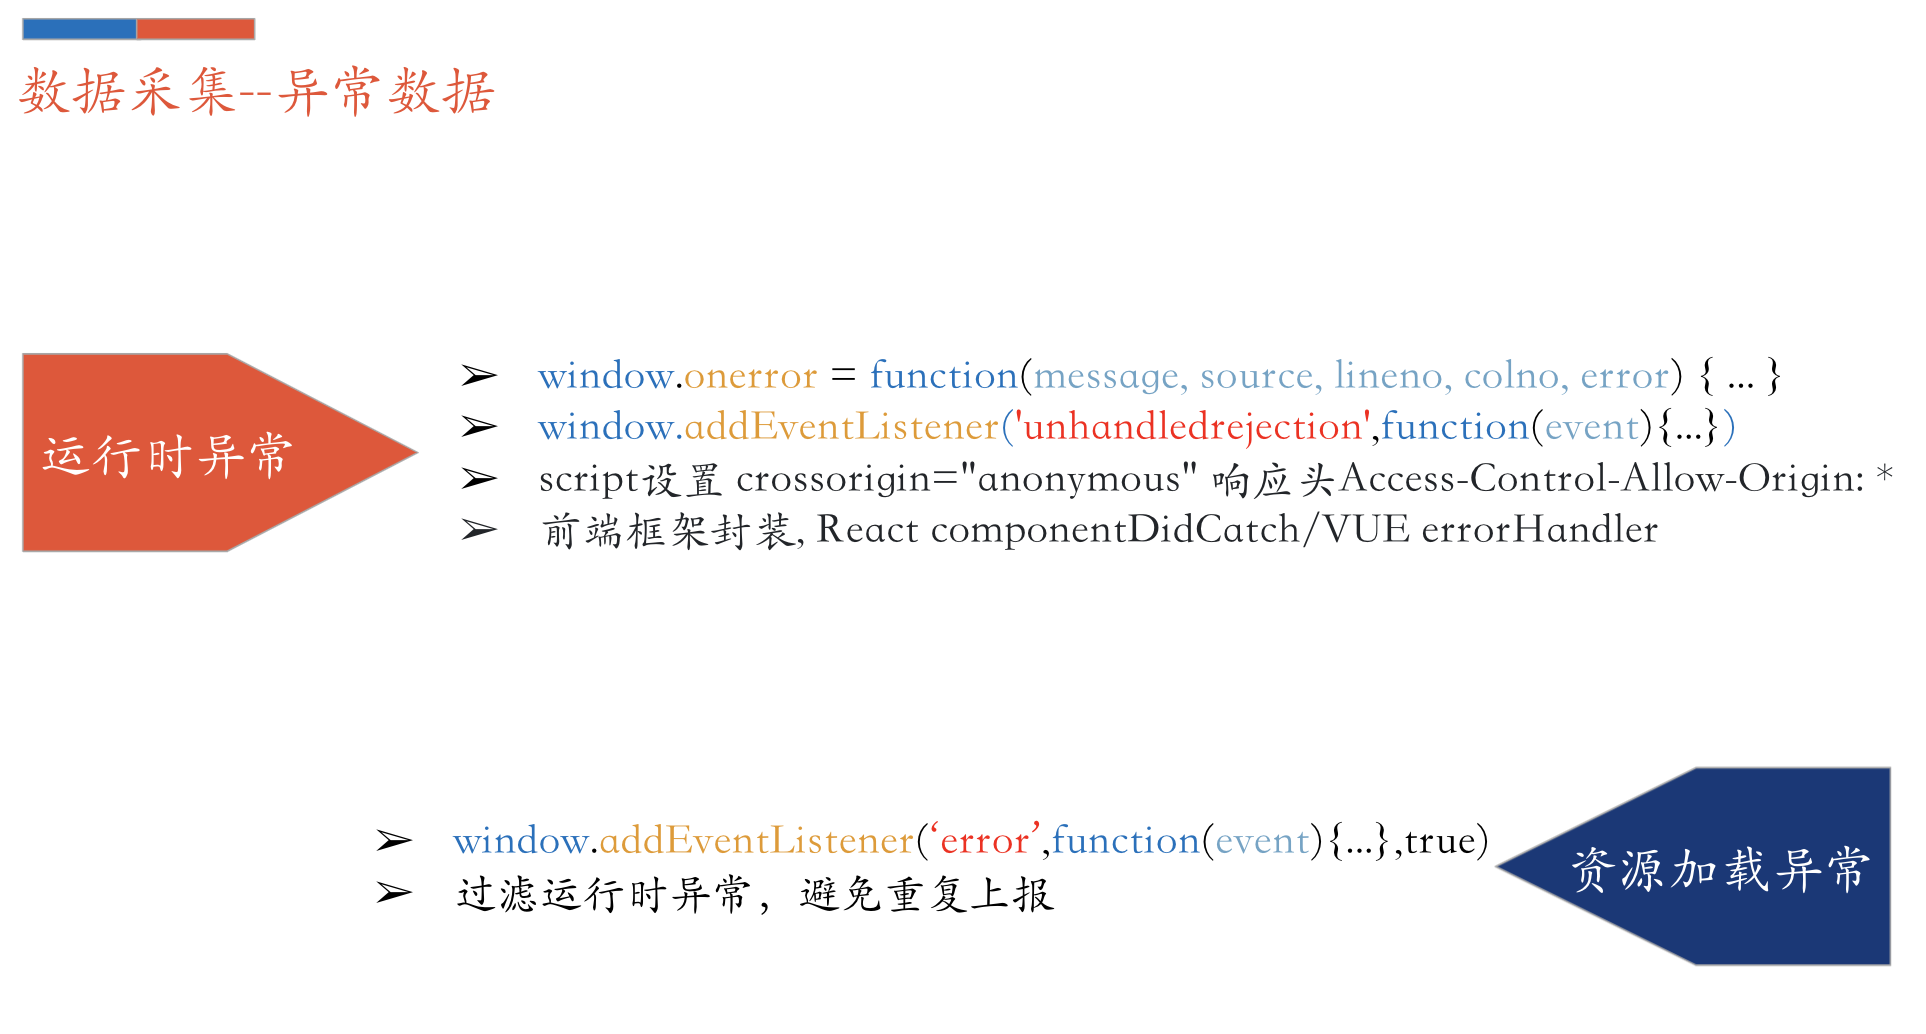 数据采集--异常数据
运行时异常
➢ window.onerror = function(message, source, lineno, colno, error) { ... }
➢ window.addEventListener('unhandledrejection',function(event){...})
➢ script设置 crossorigin="anonymous" 响应头Access-Control-Allow-Origin: *
➢ 前端框架封装, React componentDidCatch/VUE errorHandler
➢ window.addEventListener(‘error’,function(event){...},true)
➢ 过滤运行时异常，避免重复上报
资源加载异常